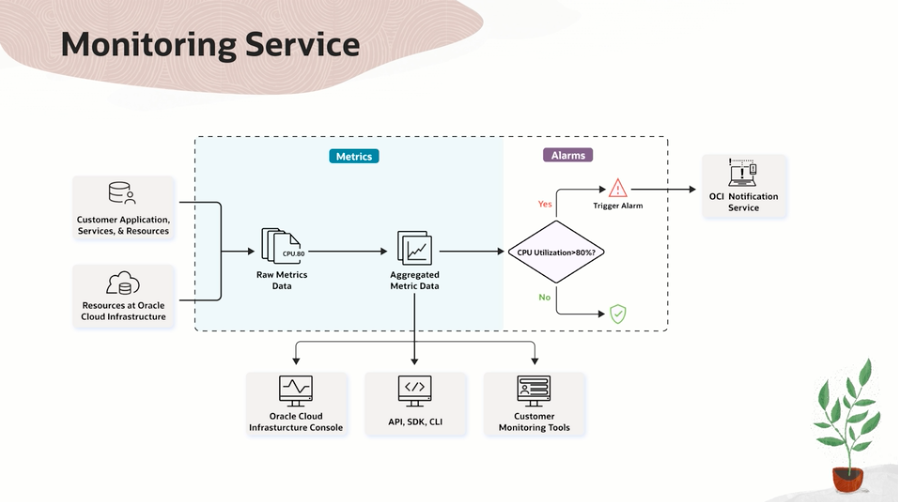 Monitoring Service
Metrics
Alarms
Customer Application,
Services, & Resources
Resources at Oracle
Cloud Infrastructure
CPU.80
Raw Metrics
Data
Aggregated
Metric Data
CPU Utilization>80%?
Yes
No
Trigger Alarm
OCI Notification
Service
Oracle Cloud
Infrasturcture Console
API, SDK, CLI
Customer
Monitoring Tools